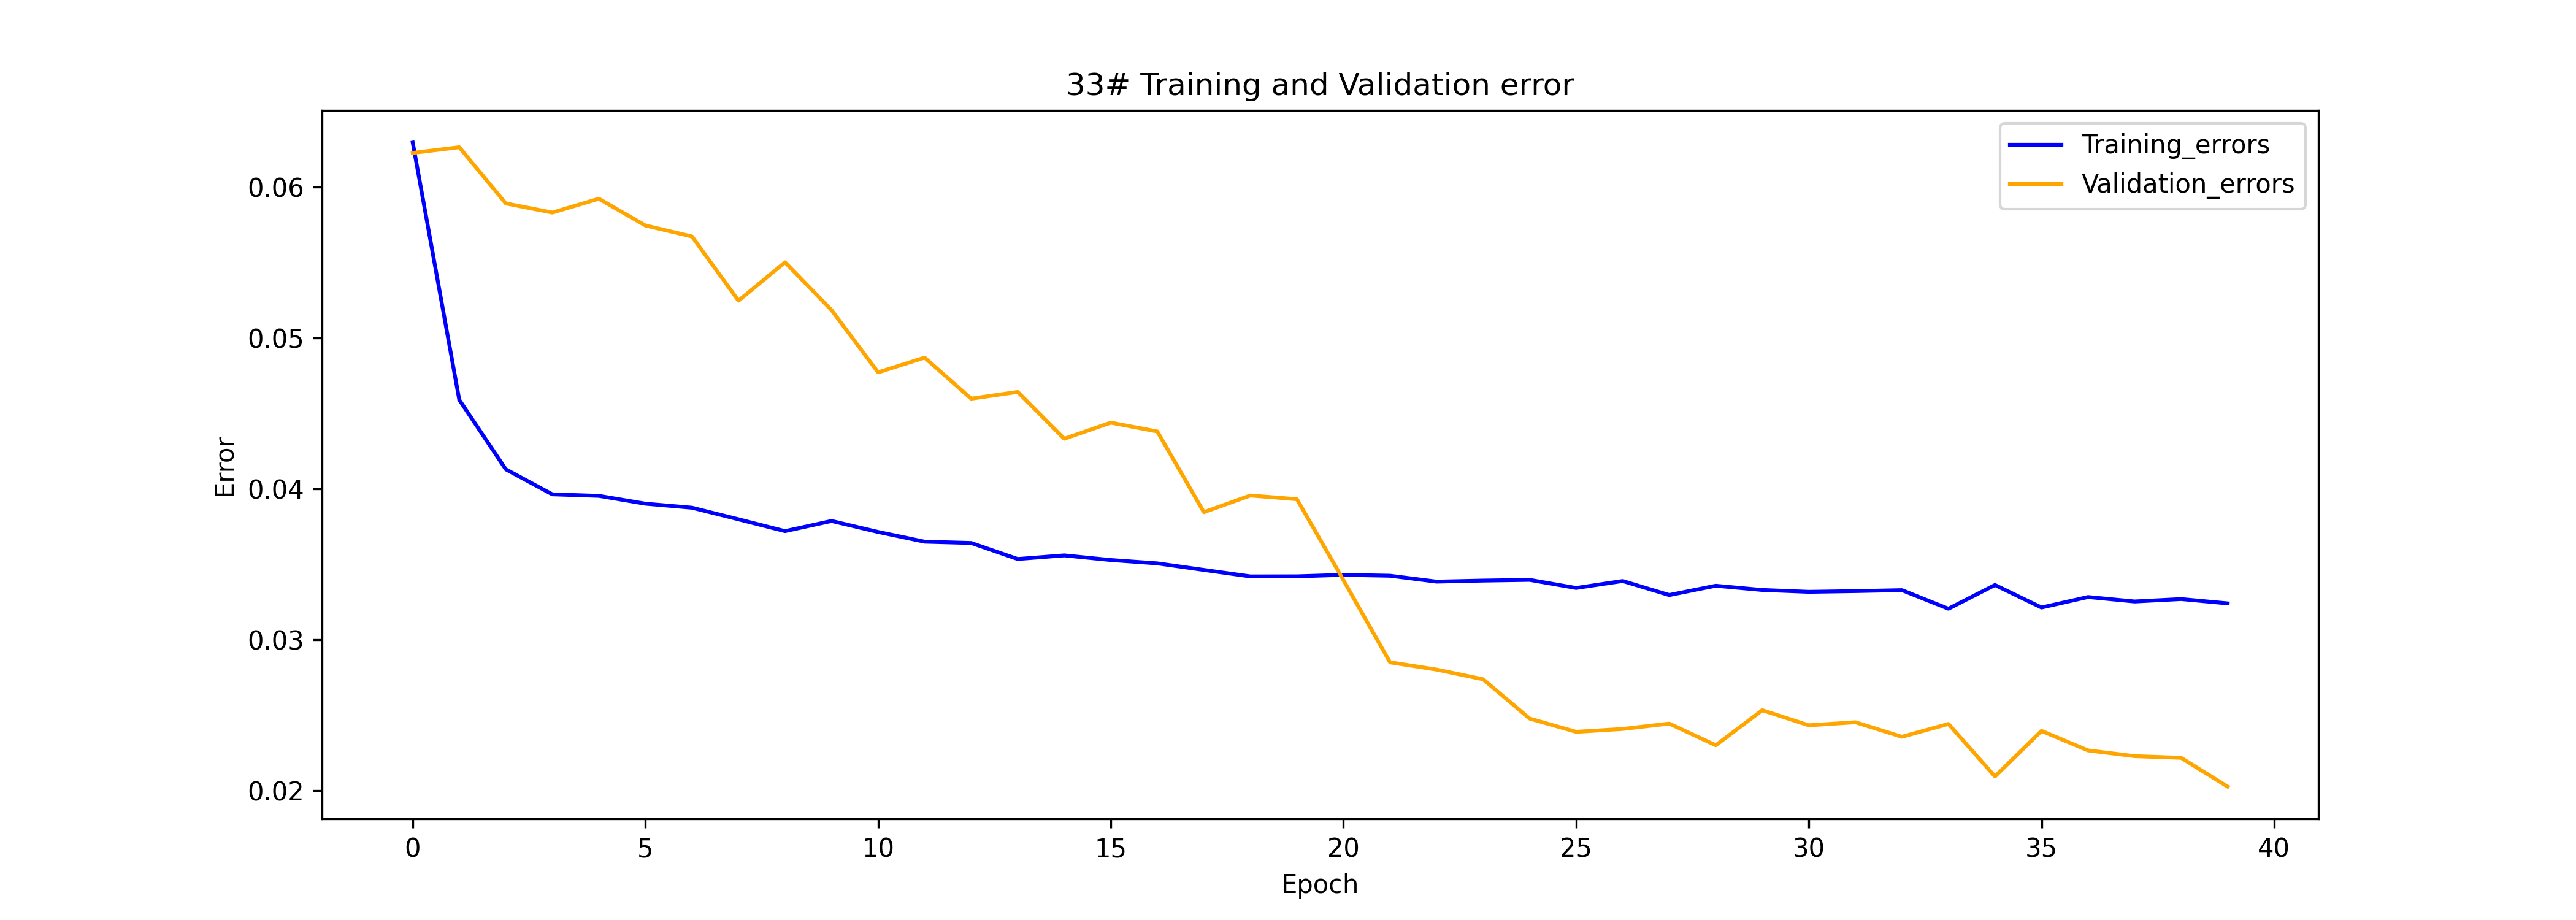 33# Training and Validation error
Training_errors
Validation_errors
Error
0.06
0.05
0.04
0.03
0.02
0 5 10 15 20 25 30 35 40
Epoch